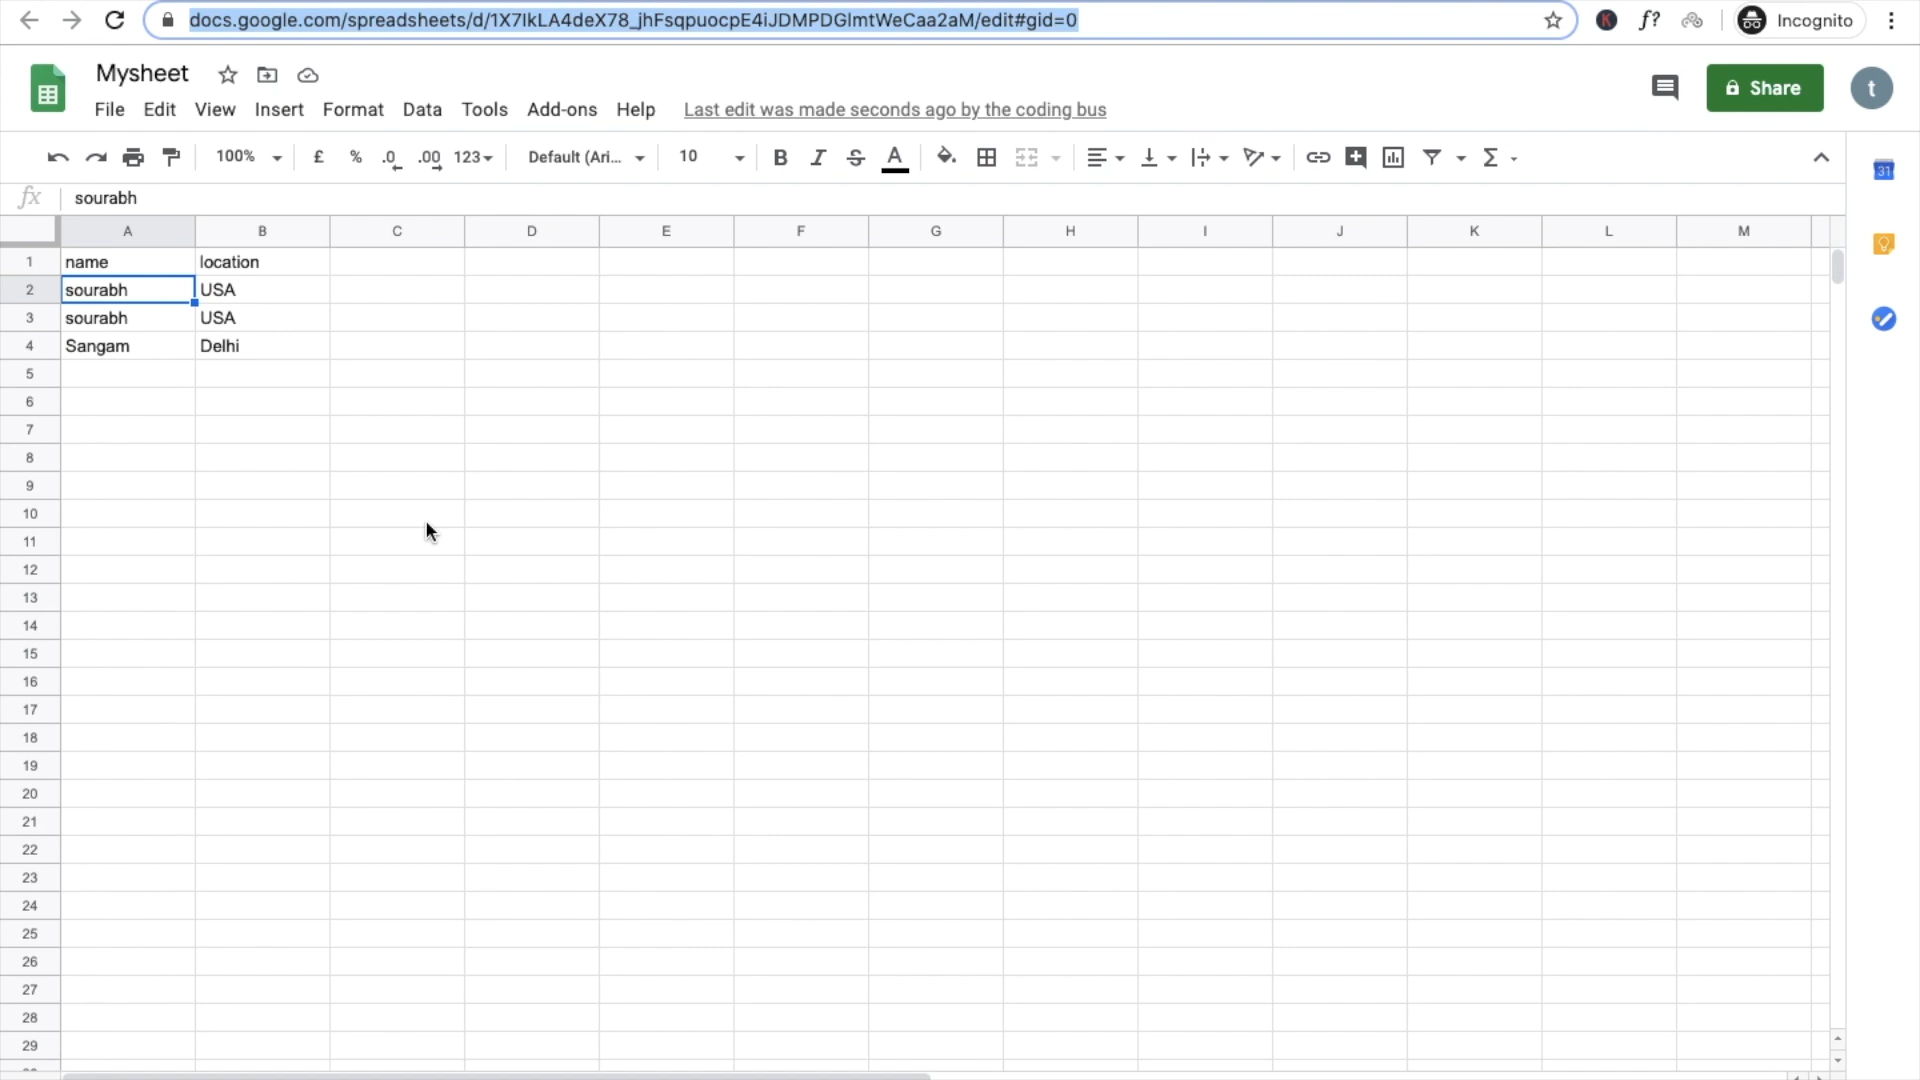 docs.google.com/spreadsheets/d/1X7lkLA4deX78_jhFsqpuocpE4iJDMPDGlmtWeCaa2aM/edit#gid=0
f?
Incognito
Mysheet
File Edit View Insert Format Data Tools Add-ons Help Last edit was made seconds ago by the coding bus
Share
t
100% £ % .0 .00 123 Default (Ari... 10 B I S A Σ
31
fx sourabh
A B C D E F G H I J K L M
1 name location
2 sourabh USA
3 sourabh USA
4 Sangam Delhi
5
6
7
8
9
10
11
12
13
14
15
16
17
18
19
20
21
22
23
24
25
26
27
28
29